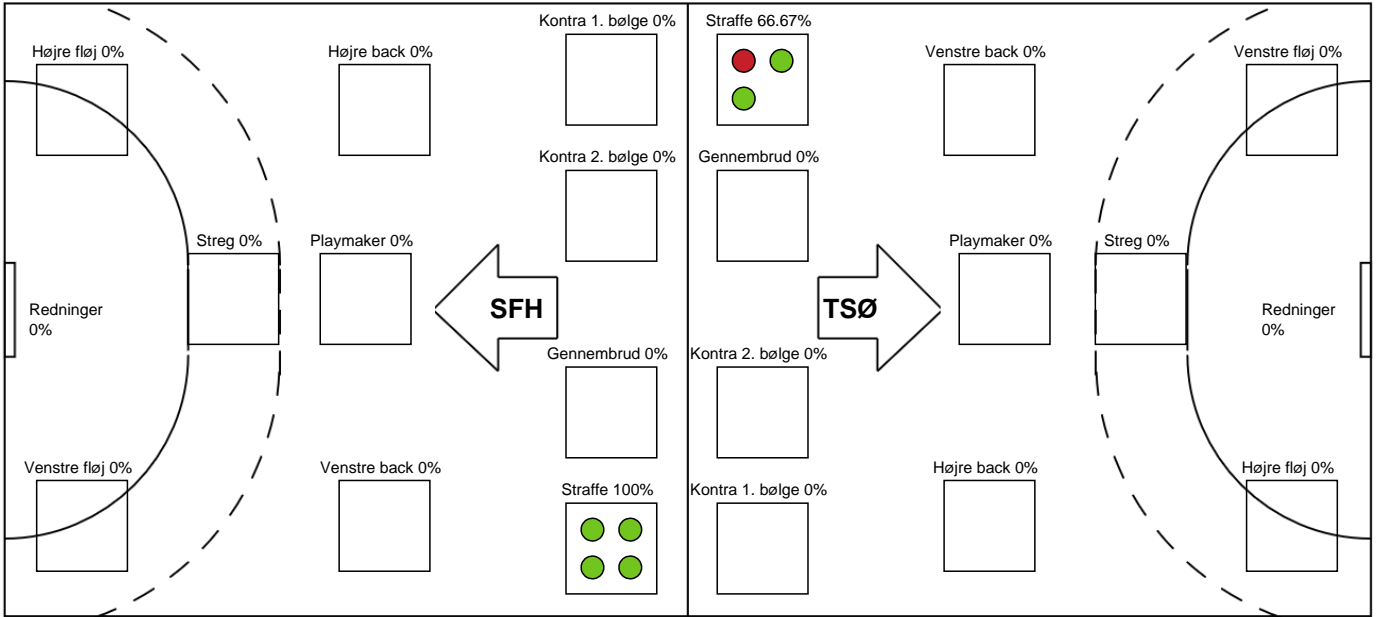 Kontra 1. bølge 0%
Straffe 66.67%
Højre fløj 0%
Højre back 0%
Venstre back 0%
Venstre fløj 0%
Kontra 2. bølge 0%
Gennembrud 0%
Streg 0%
Playmaker 0%
Playmaker 0%
Streg 0%
Redninger
0%
SFH
TSØ
Redninger
0%
Gennembrud 0%
Kontra 2. bølge 0%
Venstre fløj 0%
Venstre back 0%
Højre back 0%
Højre fløj 0%
Straffe 100%
Kontra 1. bølge 0%